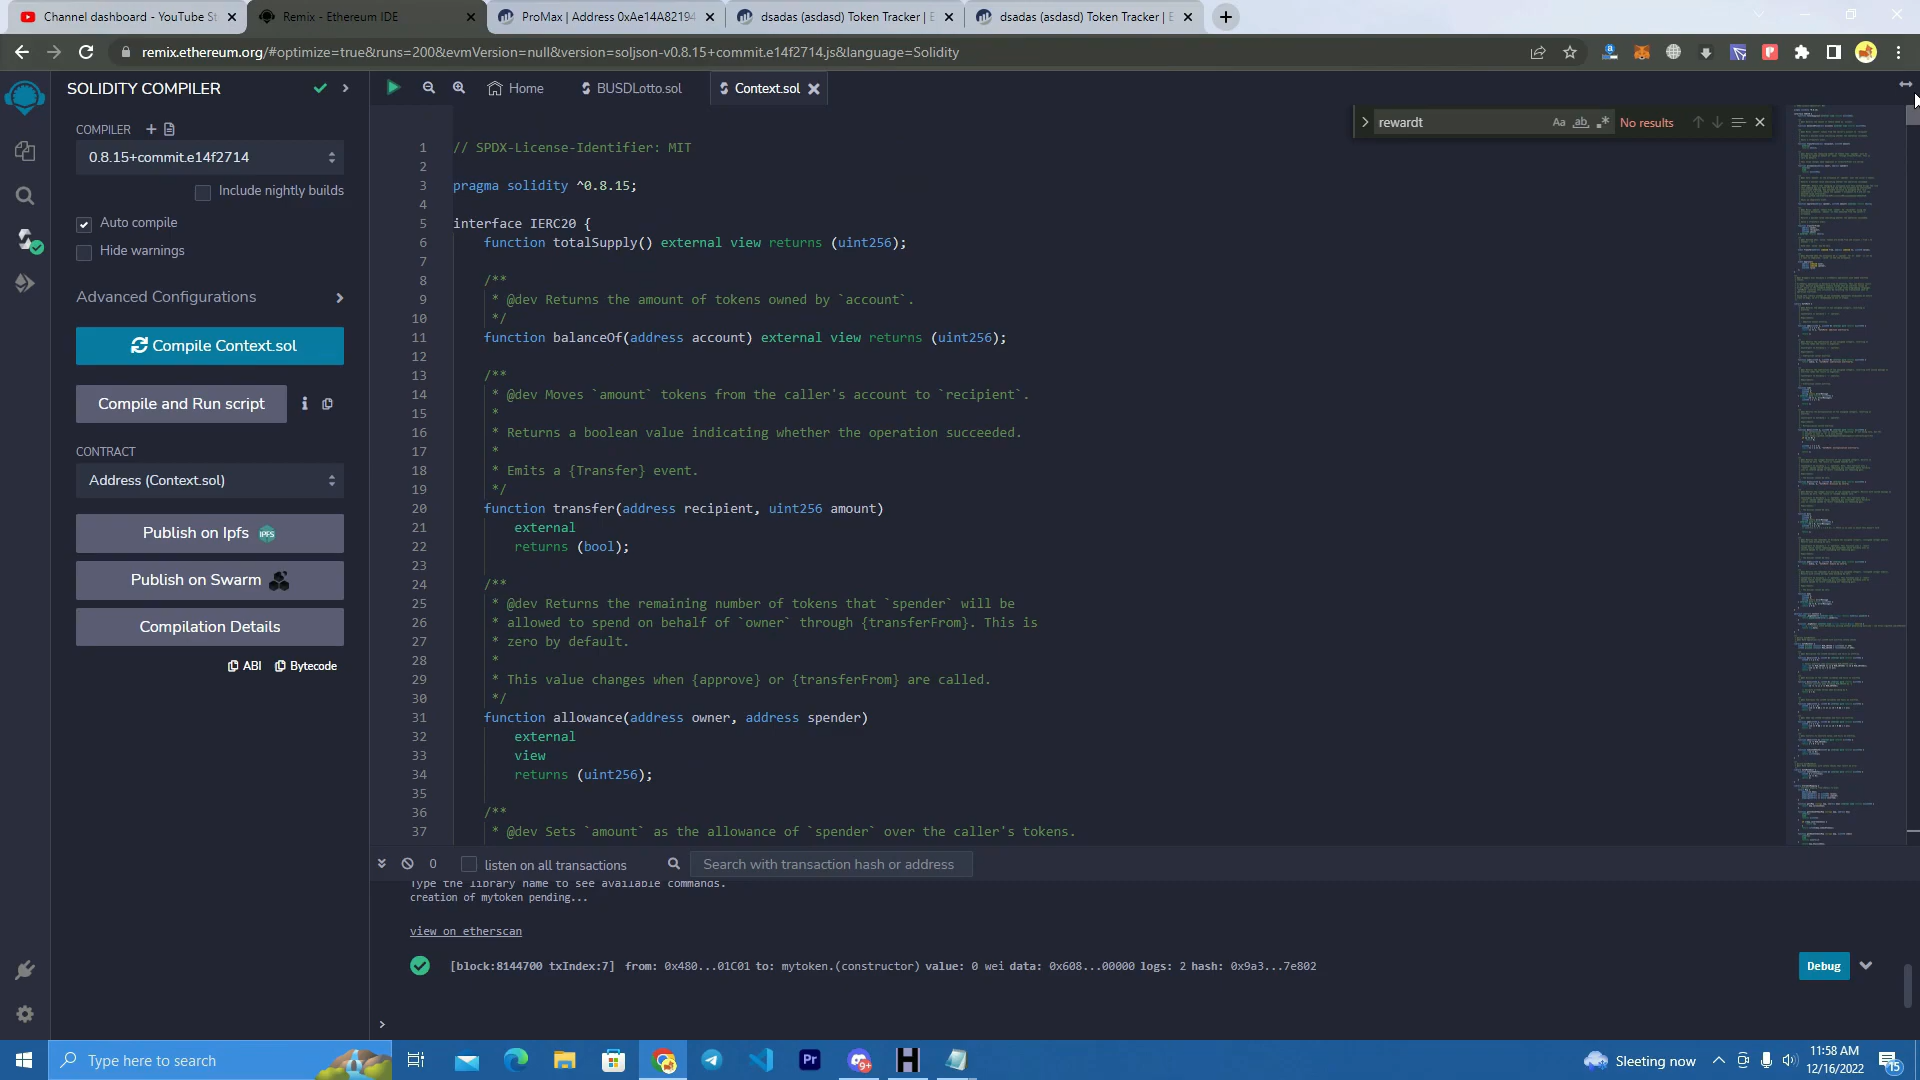 Channel dashboard - YouTube St
Remix - Ethereum IDE
ProMax | Address 0xAe14A82194
dsadas (asdasd) Token Tracker | E
dsadas (asdasd) Token Tracker | E
remix.ethereum.org/#optimize=true&runs=200&evmVersion=null&version=soljson-v0.8.15+commit.e14f2714.js&language=Solidity
SOLIDITY COMPILER
Home
BUSDLotto.sol
Context.sol
rewardt
Aa
ab
No results
COMPILER
0.8.15+commit.e14f2714
Include nightly builds
Auto compile
Hide warnings
Advanced Configurations
Compile Context.sol
Compile and Run script
CONTRACT
Address (Context.sol)
Publish on Ipfs
IPFS
Publish on Swarm
Compilation Details
ABI
Bytecode
1 // SPDX-License-Identifier: MIT
2
3 pragma solidity ^0.8.15;
4
5 interface IERC20 {
6 function totalSupply() external view returns (uint256);
7
8 /**
9 * @dev Returns the amount of tokens owned by `account`.
10 */
11 function balanceOf(address account) external view returns (uint256);
12
13 /**
14 * @dev Moves `amount` tokens from the caller's account to `recipient`.
15 *
16 * Returns a boolean value indicating whether the operation succeeded.
17 *
18 * Emits a {Transfer} event.
19 */
20 function transfer(address recipient, uint256 amount)
21 external
22 returns (bool);
23
24 /**
25 * @dev Returns the remaining number of tokens that `spender` will be
26 * allowed to spend on behalf of `owner` through {transferFrom}. This is
27 * zero by default.
28 *
29 * This value changes when {approve} or {transferFrom} are called.
30 */
31 function allowance(address owner, address spender)
32 external
33 view
34 returns (uint256);
35
36 /**
37 * @dev Sets `amount` as the allowance of `spender` over the caller's tokens.
0
listen on all transactions
Search with transaction hash or address
Type the library name to see available commands.
creation of mytoken pending...
view on etherscan
[block:8144700 txIndex:7] from: 0x480...01C01 to: mytoken.(constructor) value: 0 wei data: 0x608...00000 logs: 2 hash: 0x9a3...7e802
Debug
>
Type here to search
Pr
9+
H
Sleeting now
11:58 AM
12/16/2022
15